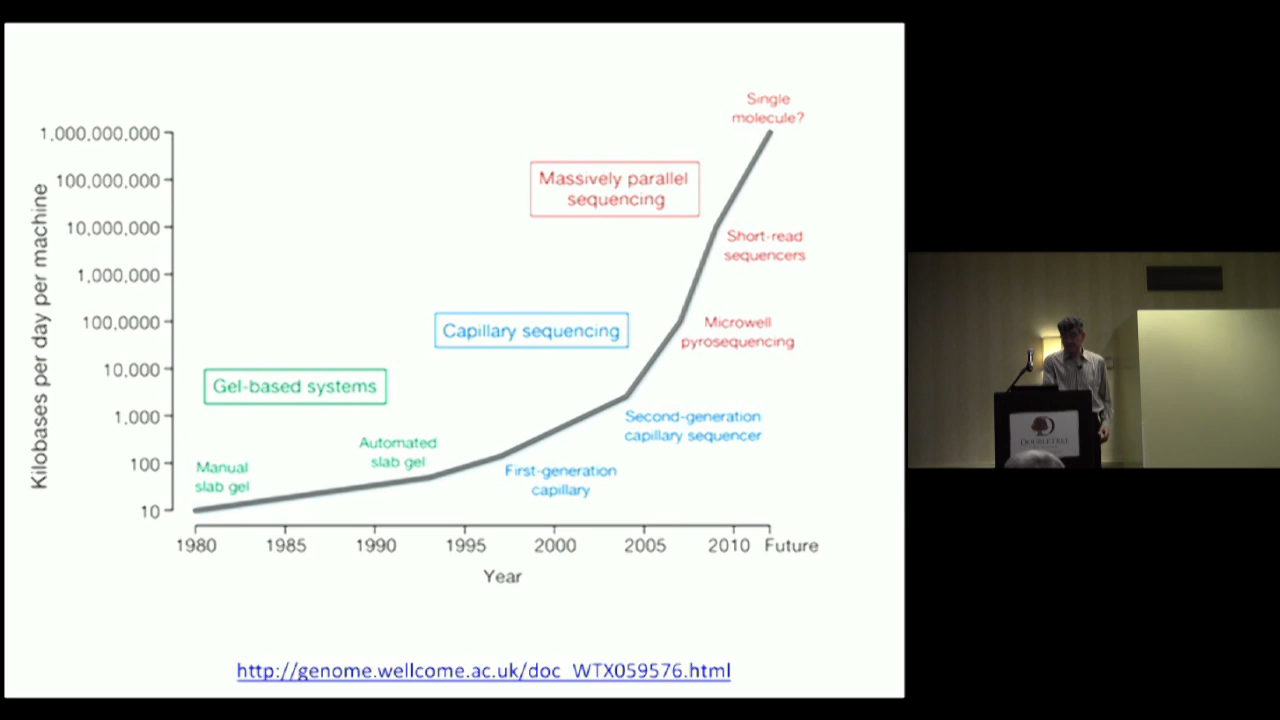 Single
molecule?
1,000,000,000
100,000,000
10,000,000
1,000,000
100,0000
10,000
1,000
100
10
Kilobases per day per machine
Massively parallel
sequencing
Short-read
sequencers
Capillary sequencing
Microwell
pyrosequencing
Gel-based systems
Second-generation
capillary sequencer
Automated
slab gel
Manual
slab gel
First-generation
capillary
1980 1985 1990 1995 2000 2005 2010 Future
Year
http://genome.wellcome.ac.uk/doc_WTX059576.html
DOUBLETREE